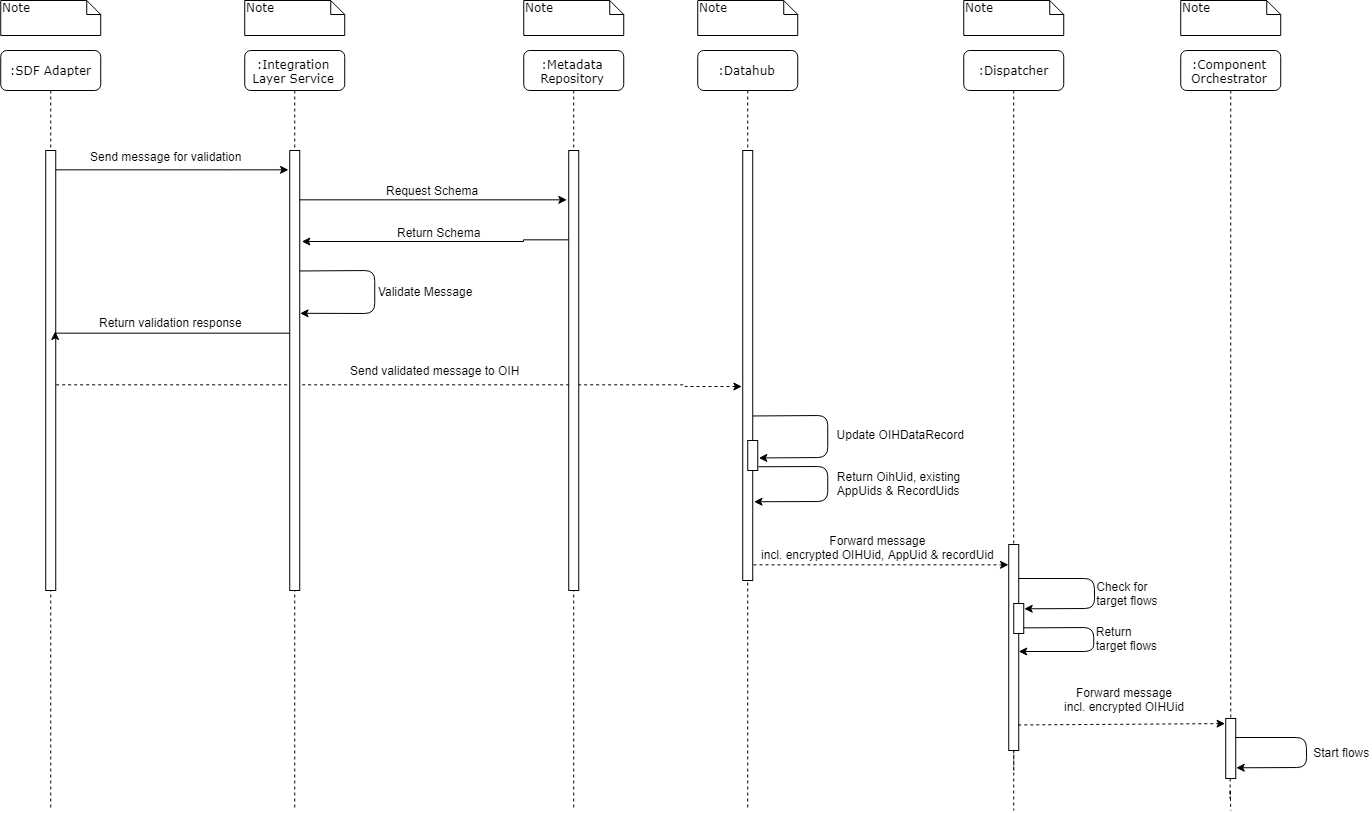 Note
Note
Note
Note
Note
Note
:SDF Adapter
:Integration
Layer Service
:Metadata
Repository
:Datahub
:Dispatcher
:Component
Orchestrator
Send message for validation
Request Schema
Return Schema
Validate Message
Return validation response
Send validated message to OIH
Update OIHDataRecord
Return OihUid, existing
AppUids & RecordUids
Forward message
incl. encrypted OIHUid, AppUid & recordUid
Check for
target flows
Return
target flows
Forward message
incl. encrypted OIHUid
Start flows